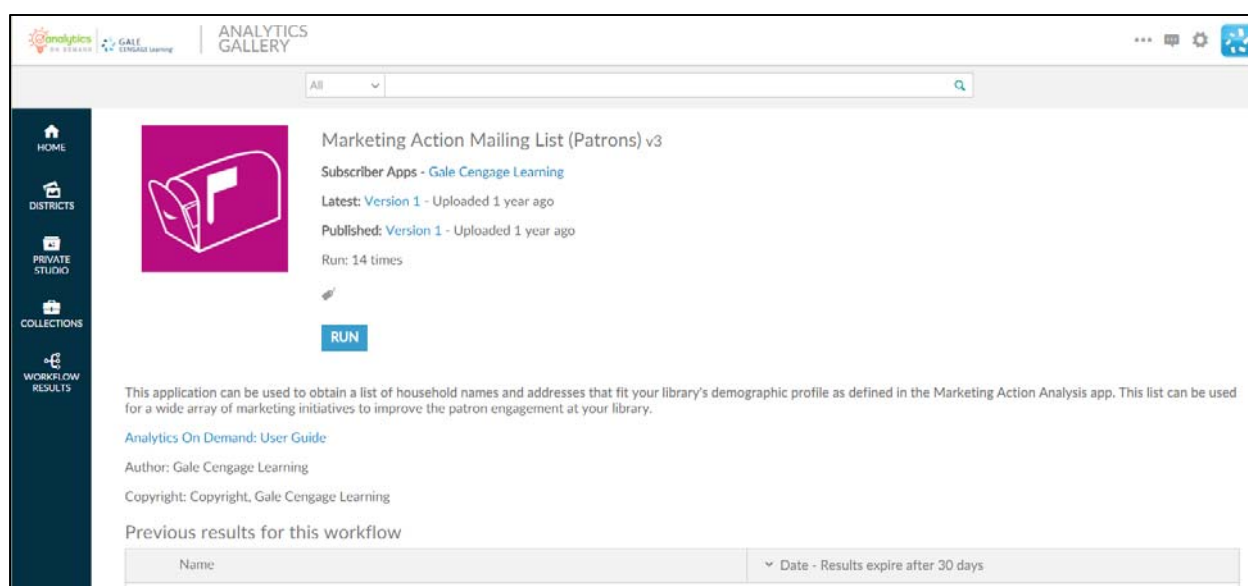 analytics
ON DEMAND
GALE
CENGAGE Learning
ANALYTICS
GALLERY
All
HOME
DISTRICTS
PRIVATE
STUDIO
COLLECTIONS
WORKFLOW
RESULTS
Marketing Action Mailing List (Patrons) v3
Subscriber Apps - Gale Cengage Learning
Latest: Version 1 - Uploaded 1 year ago
Published: Version 1 - Uploaded 1 year ago
Run: 14 times
RUN
This application can be used to obtain a list of household names and addresses that fit your library's demographic profile as defined in the Marketing Action Analysis app. This list can be used
for a wide array of marketing initiatives to improve the patron engagement at your library.
Analytics On Demand: User Guide
Author: Gale Cengage Learning
Copyright: Copyright, Gale Cengage Learning
Previous results for this workflow
Name
Date - Results expire after 30 days